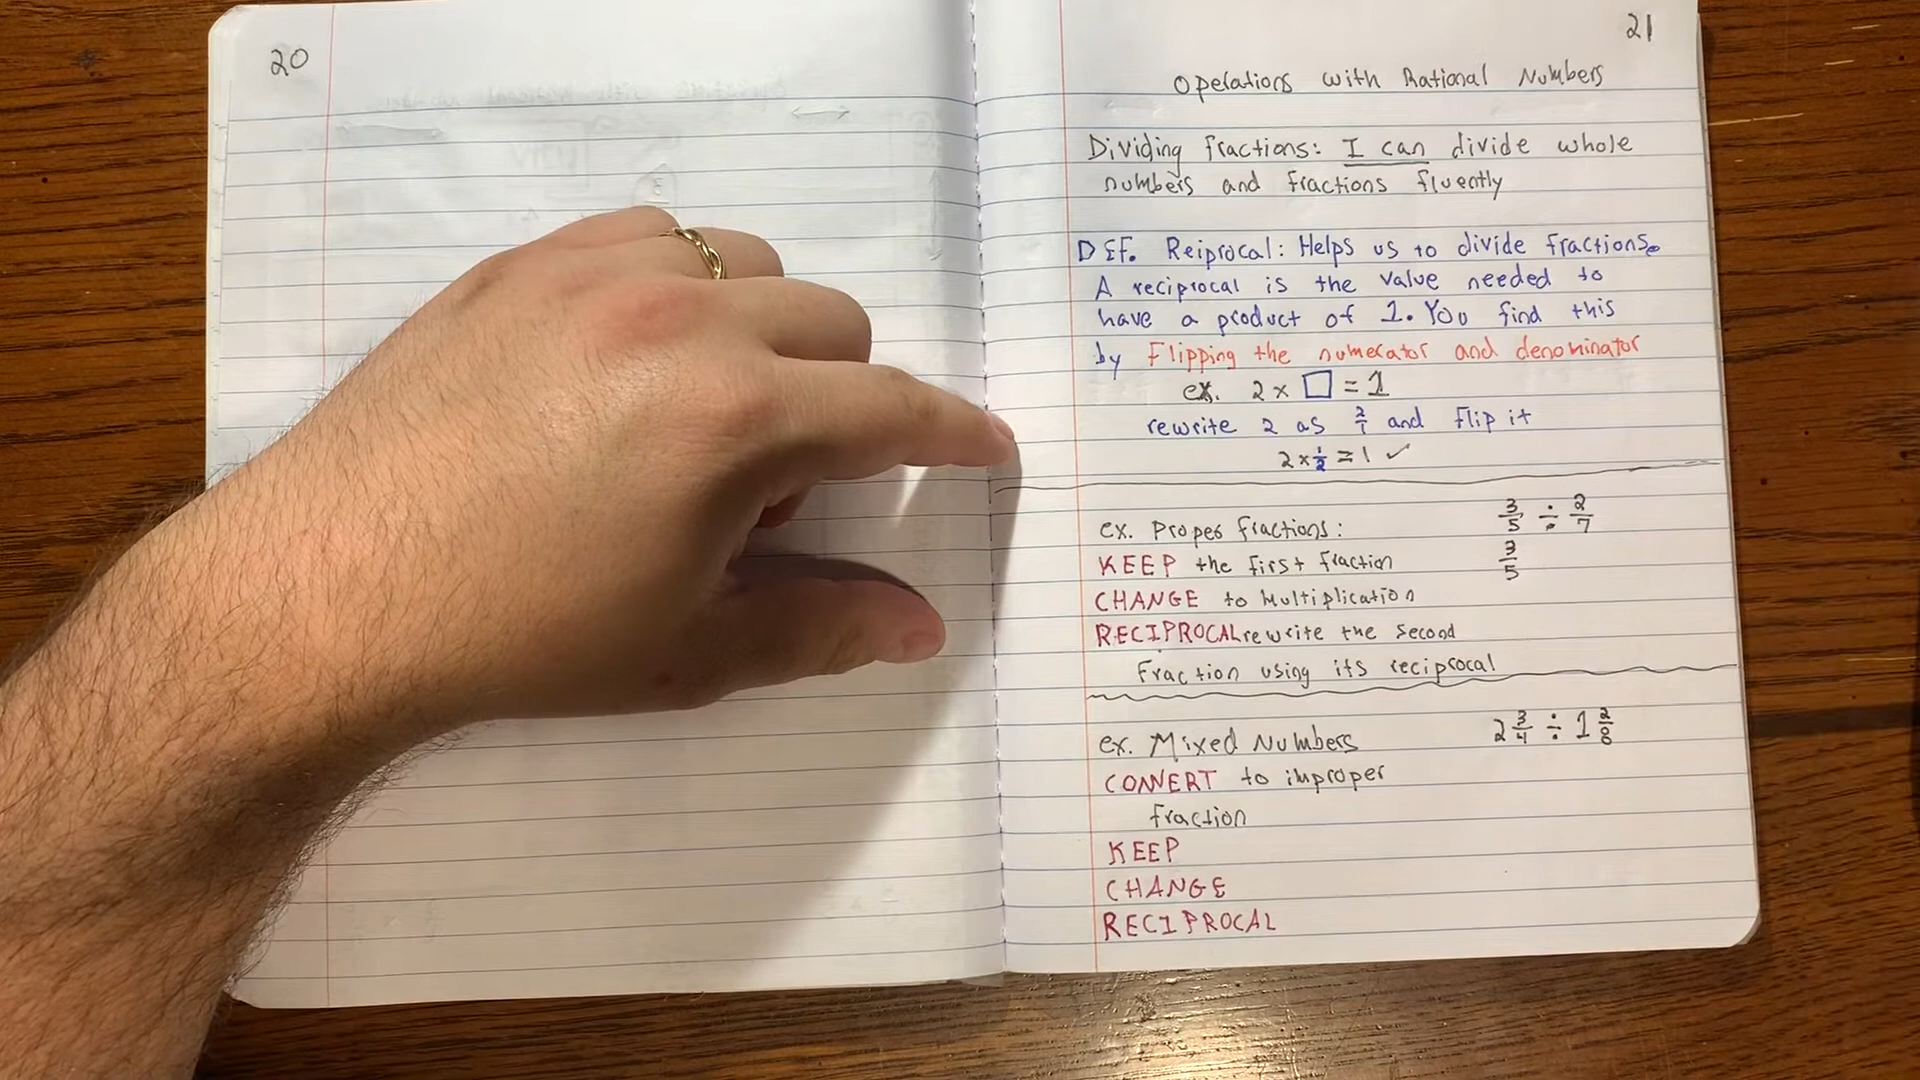 20
21
Operations with Rational Numbers
Dividing fractions: I can divide whole
numbers and fractions fluently
DEF. Reiprocal: Helps us to divide fractions.
A reciprocal is the value needed to
have a product of 1. You find this
by Flipping the numerator and denominator
ex. 2 × □ = 1
rewrite 2 as 2/1 and flip it
2 × 1/2 = 1 ✓
ex. Proper fractions: 3/5 ÷ 2/7
KEEP the first fraction 3/5
CHANGE to Multiplication
RECIPROCAL rewrite the second
Fraction using its reciprocal
ex. Mixed Numbers 2 3/4 ÷ 1 2/8
CONVERT to improper
fraction
KEEP
CHANGE
RECIPROCAL